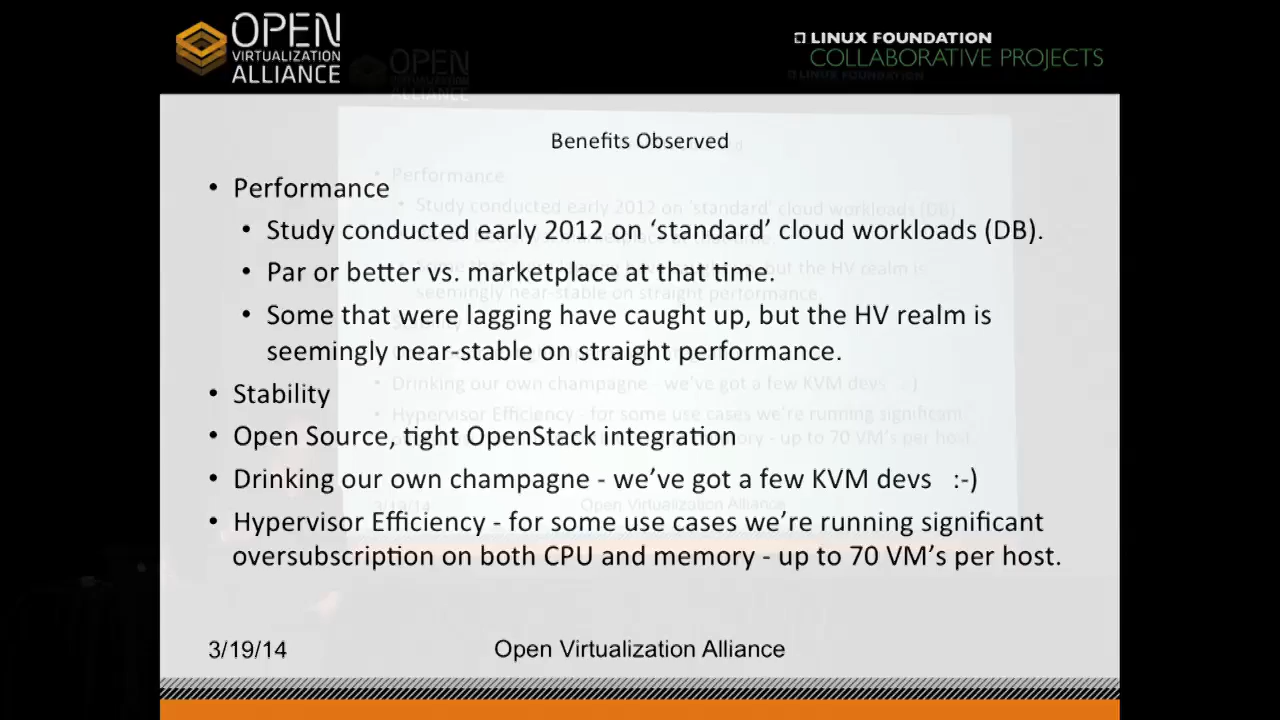 OPEN
VIRTUALIZATION
ALLIANCE
LINUX FOUNDATION
COLLABORATIVE PROJECTS
Benefits Observed
• Performance
• Study conducted early 2012 on ‘standard’ cloud workloads (DB).
• Par or better vs. marketplace at that time.
• Some that were lagging have caught up, but the HV realm is
seemingly near-stable on straight performance.
• Stability
• Open Source, tight OpenStack integration
• Drinking our own champagne - we’ve got a few KVM devs :-)
• Hypervisor Efficiency - for some use cases we’re running significant
oversubscription on both CPU and memory - up to 70 VM’s per host.
3/19/14
Open Virtualization Alliance